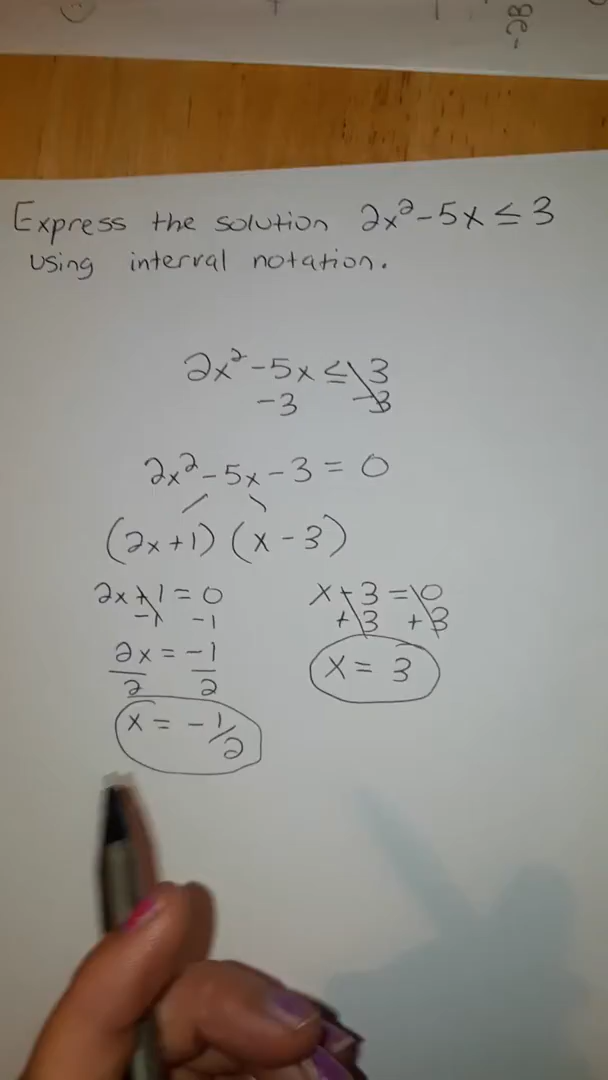 -28
Express the solution 2x²-5x ≤ 3
using interval notation.
2x²-5x ≤ 3
-3 -3
2x²-5x-3=0
(2x+1)(x-3)
2x+1=0 x-3=0
-1 -1 +3 +3
2x = -1 x = 3
2 2
x = -1/2